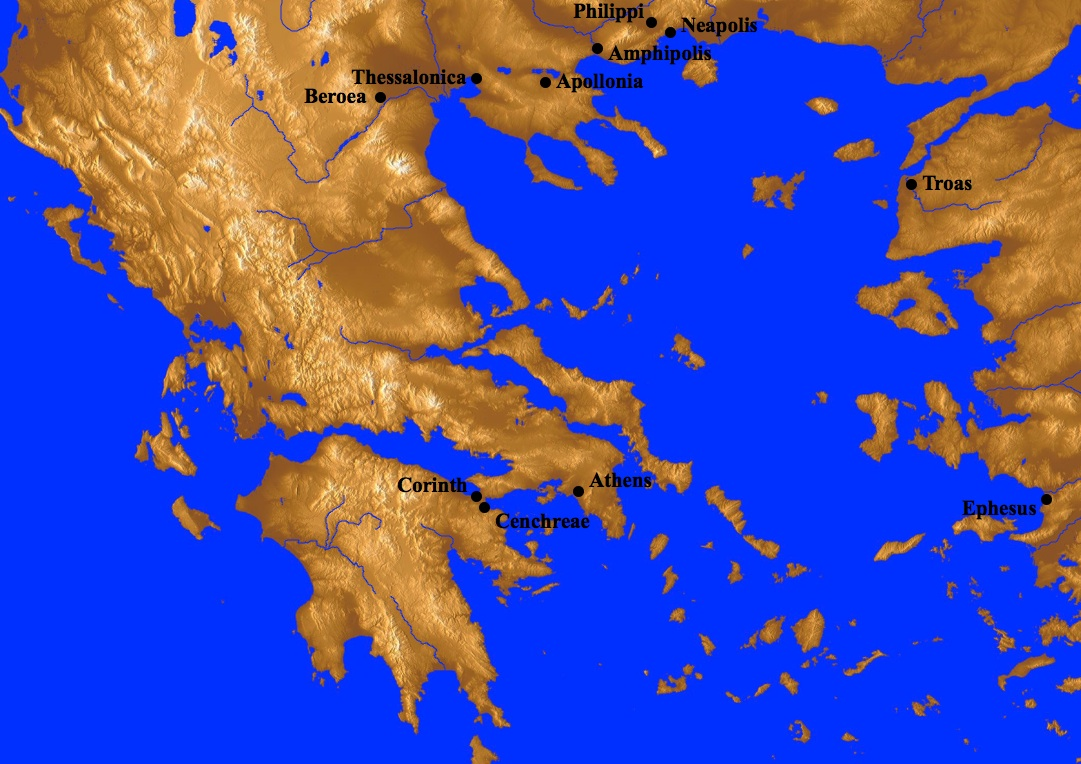 Philippi
Neapolis
Amphipolis
Thessalonica
Apollonia
Beroea
Troas
Athens
Corinth
Ephesus
Cenchreae